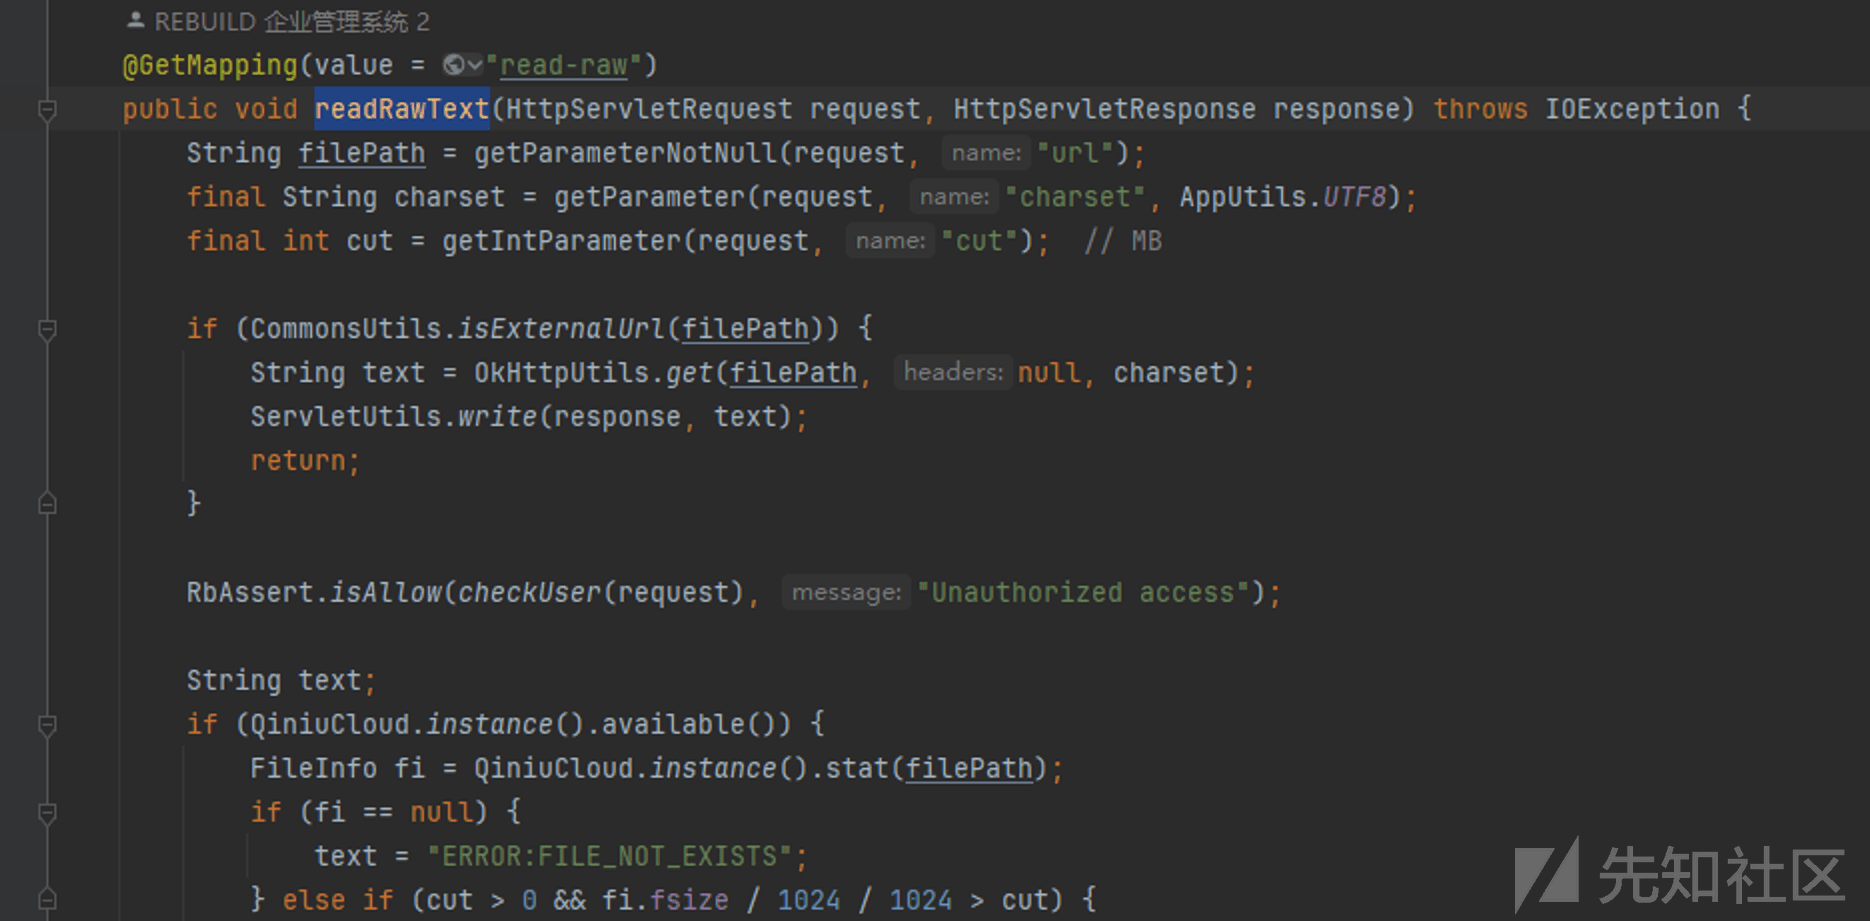 REBUILD 企业管理系统 2
@GetMapping(value = "read-raw")
public void readRawText(HttpServletRequest request, HttpServletResponse response) throws IOException {
String filePath = getParameterNotNull(request, name: "url");
final String charset = getParameter(request, name: "charset", AppUtils.UTF8);
final int cut = getIntParameter(request, name: "cut"); // MB
if (CommonsUtils.isExternalUrl(filePath)) {
String text = OkHttpUtils.get(filePath, headers: null, charset);
ServletUtils.write(response, text);
return;
}
RbAssert.isAllow(checkUser(request), message: "Unauthorized access");
String text;
if (QiniuCloud.instance().available()) {
FileInfo fi = QiniuCloud.instance().stat(filePath);
if (fi == null) {
text = "ERROR:FILE_NOT_EXISTS";
} else if (cut > 0 && fi.fsize / 1024 / 1024 > cut) {
先知社区